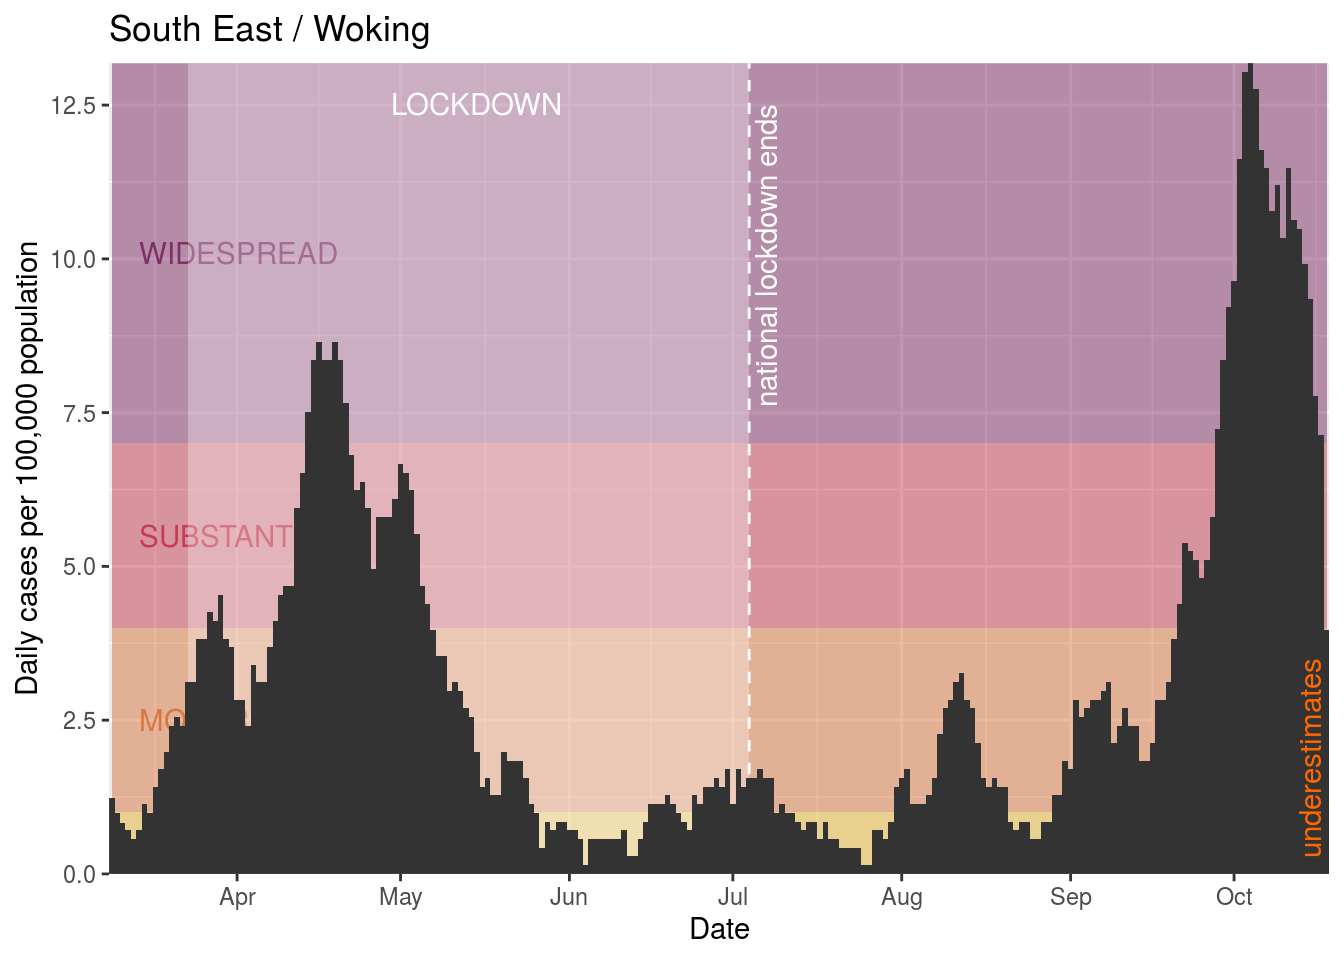 South East / Woking
Daily cases per 100,000 population
12.5
10.0
7.5
5.0
2.5
0.0
LOCKDOWN
WIDESPREAD
SUBSTANT
MO
national lockdown ends
underestimates
Apr
May
Jun
Jul
Aug
Sep
Oct
Date